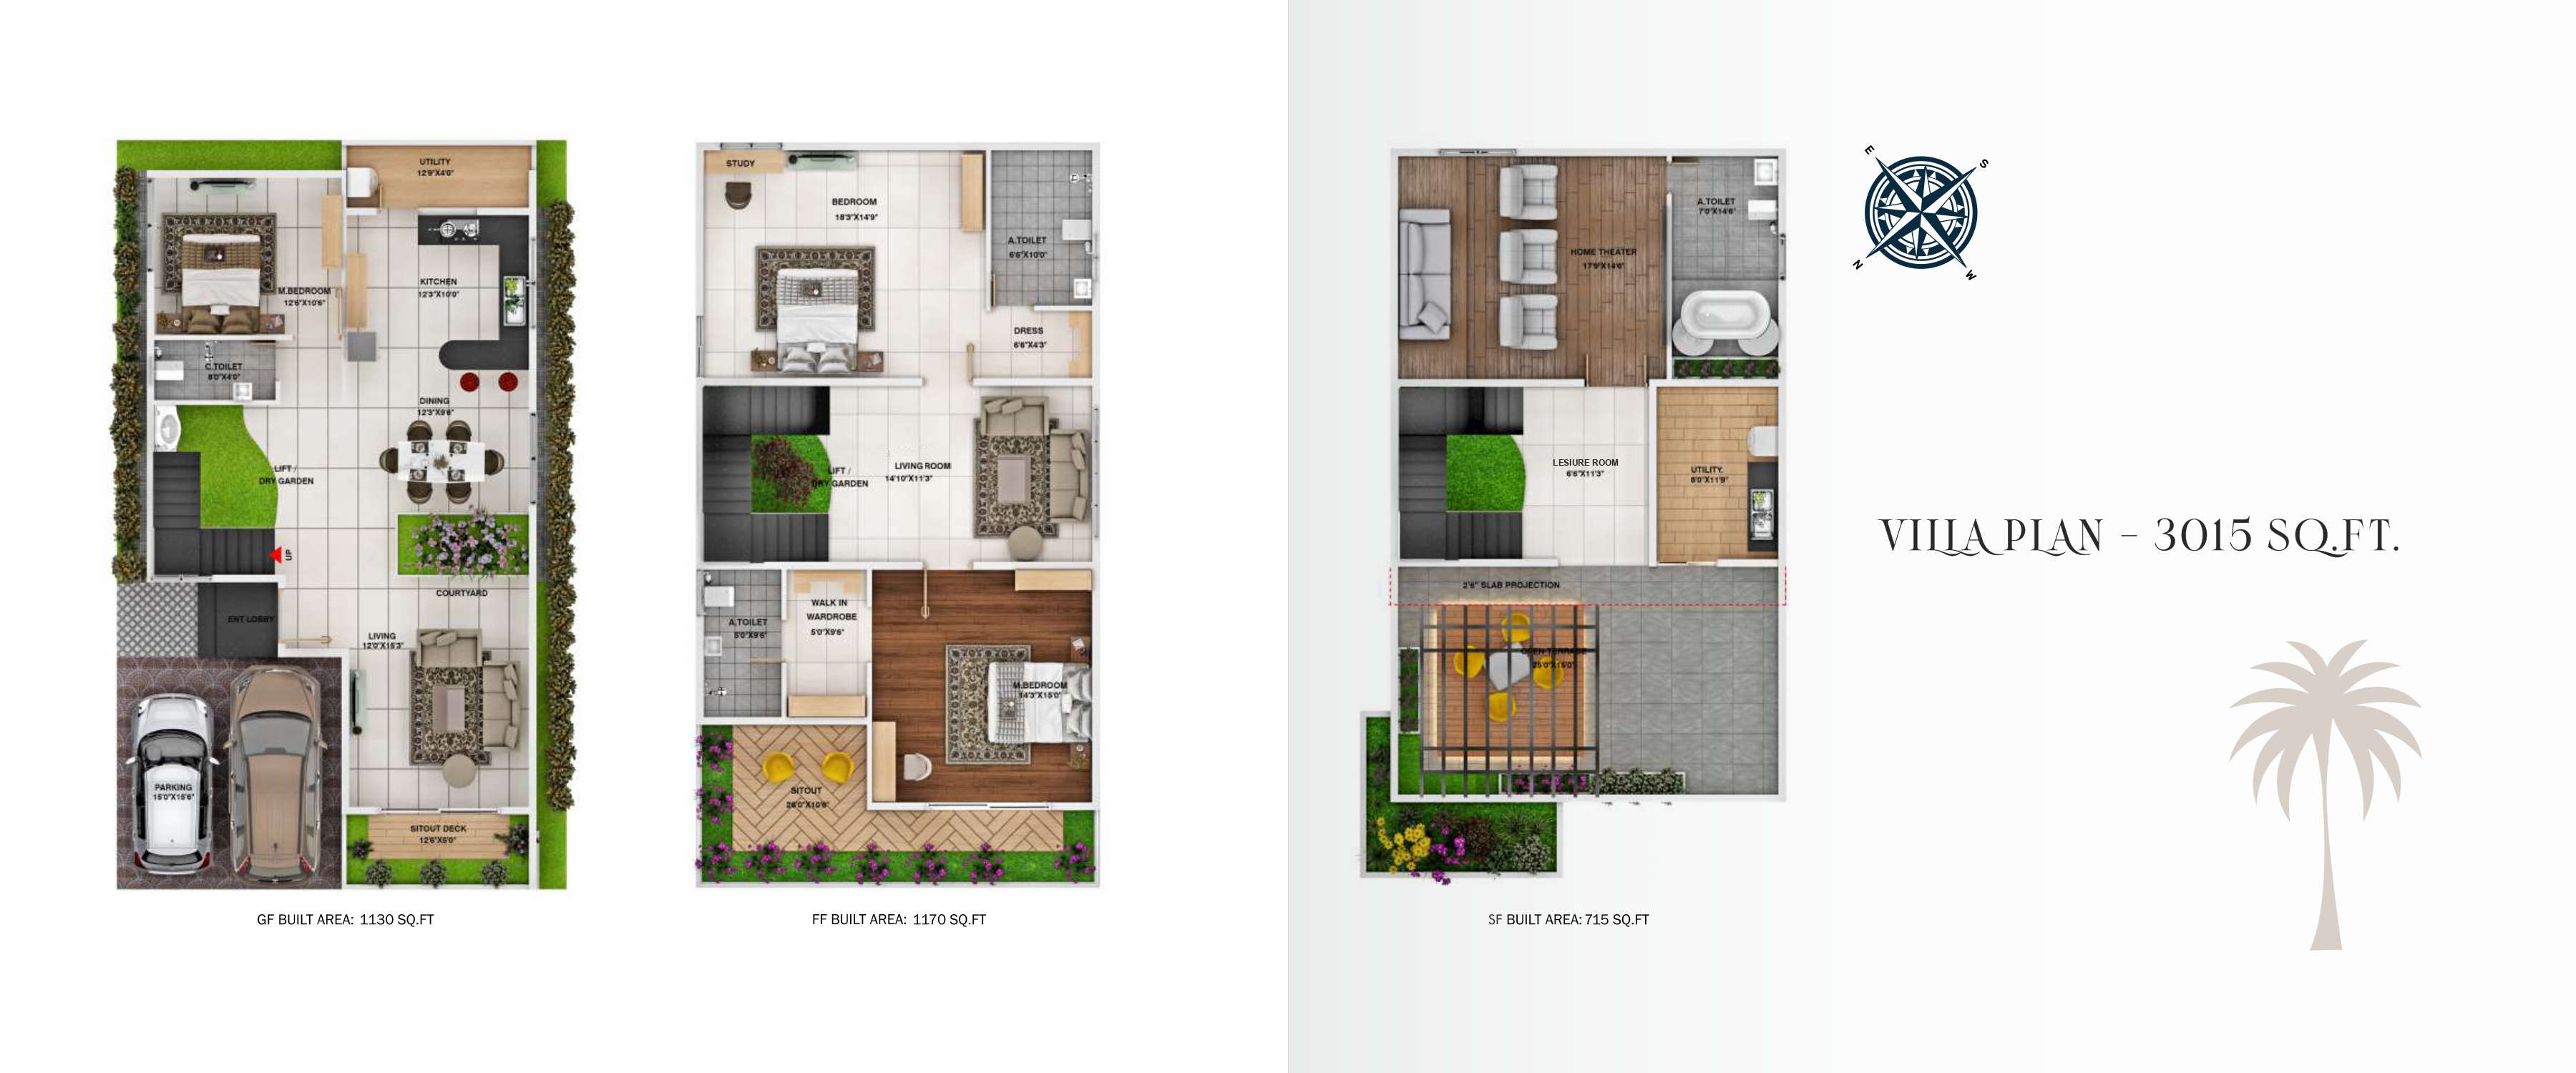 UTILITY
12'9"X4'0"
M.BEDROOM
12'6"X10'6"
KITCHEN
12'3"X10'0"
C.TOILET
8'0"X4'0"
DINING
12'3"X9'6"
LIFT /
DRY GARDEN
UP
COURTYARD
ENT LOBBY
LIVING
12'0"X15'3"
PARKING
15'0"X15'6"
SITOUT DECK
12'6"X5'0"
GF BUILT AREA: 1130 SQ.FT
STUDY
BEDROOM
18'3"X14'9"
A.TOILET
6'6"X10'0"
DRESS
6'6"X4'3"
LIFT /
DRY GARDEN
LIVING ROOM
14'10"X11'3"
WALK IN
WARDROBE
5'0"X9'6"
A.TOILET
5'0"X9'6"
M.BEDROOM
14'3"X15'0"
SITOUT
26'0"X10'6"
FF BUILT AREA: 1170 SQ.FT
A.TOILET
7'0"X14'6"
HOME THEATER
17'9"X14'6"
LESIURE ROOM
6'6"X11'3"
UTILITY.
8'0"X11'9"
2'6" SLAB PROJECTION
OPEN TERRACE
25'0"X15'0"
SF BUILT AREA: 715 SQ.FT
E
S
N
W
VILLA PLAN - 3015 SQ.FT.